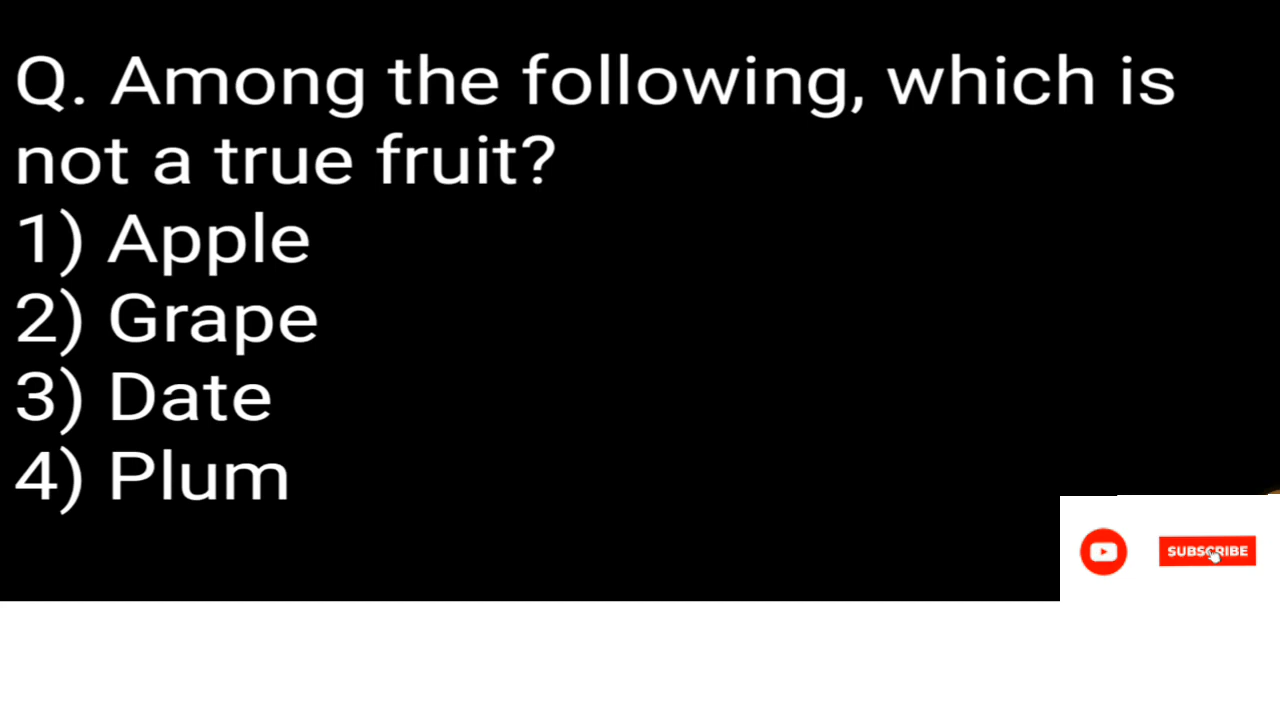 Q. Among the following, which is
not a true fruit?
1) Apple
2) Grape
3) Date
4) Plum
SUBSCRIBE